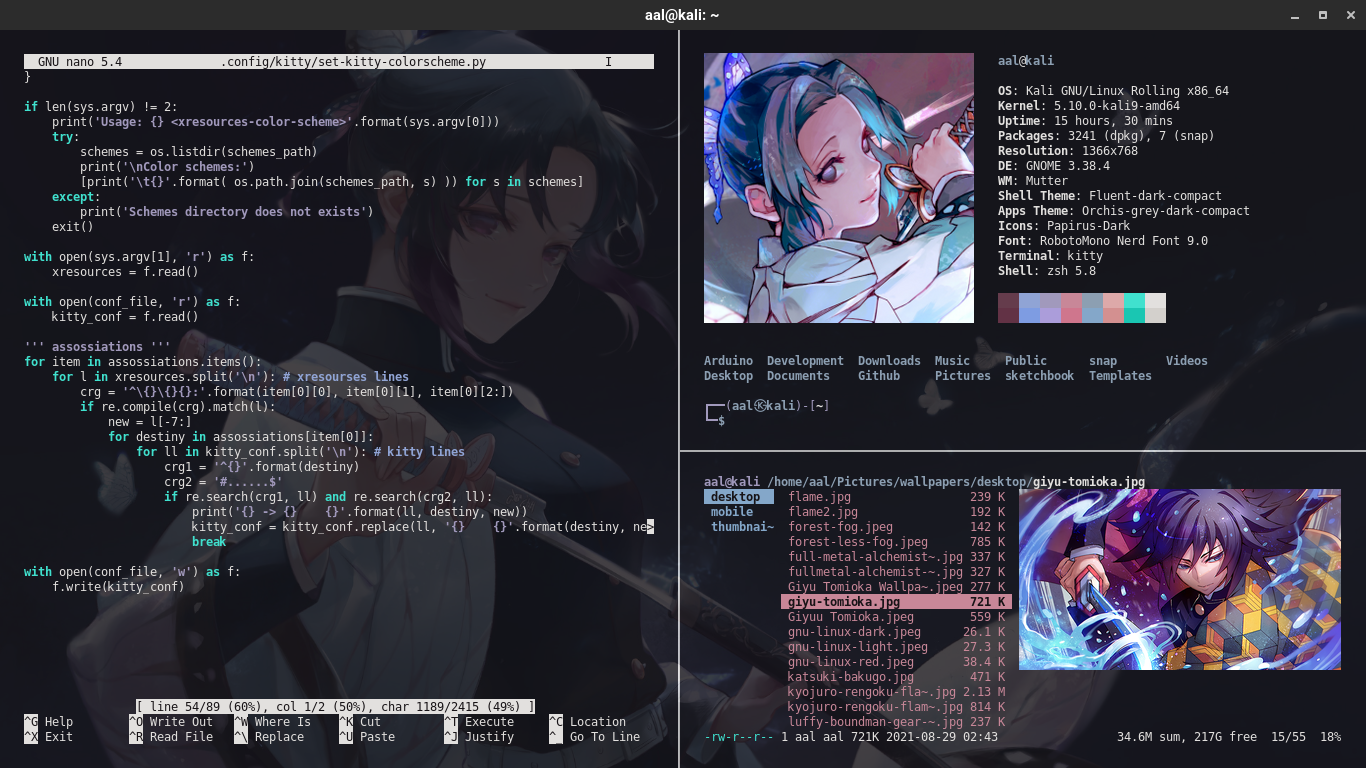 aal@kali: ~
GNU nano 5.4 .config/kitty/set-kitty-colorscheme.py I
}
if len(sys.argv) != 2:
    print('Usage: {} <xresources-color-scheme>'.format(sys.argv[0]))
    try:
        schemes = os.listdir(schemes_path)
        print('\nColor schemes:')
        [print('\t{}'.format( os.path.join(schemes_path, s) )) for s in schemes]
    except:
        print('Schemes directory does not exists')
    exit()
with open(sys.argv[1], 'r') as f:
    xresources = f.read()
with open(conf_file, 'r') as f:
    kitty_conf = f.read()
''' assossiations '''
for item in assossiations.items():
    for l in xresources.split('\n'): # xresourses lines
        crg = '^\{}\{}{}:'.format(item[0][0], item[0][1], item[0][2:])
        if re.compile(crg).match(l):
            new = l[-7:]
            for destiny in assossiations[item[0]]:
                for ll in kitty_conf.split('\n'): # kitty lines
                    crg1 = '^{}'.format(destiny)
                    crg2 = '#......$'
                    if re.search(crg1, ll) and re.search(crg2, ll):
                        print('{} -> {}    {}'.format(ll, destiny, new))
                        kitty_conf = kitty_conf.replace(ll, '{}    {}'.format(destiny, ne>
                        break
with open(conf_file, 'w') as f:
    f.write(kitty_conf)
[ line 54/89 (60%), col 1/2 (50%), char 1189/2415 (49%) ]
^G Help ^O Write Out ^W Where Is ^K Cut ^T Execute ^C Location
^X Exit ^R Read File ^\ Replace ^U Paste ^J Justify ^_ Go To Line
aal@kali
OS: Kali GNU/Linux Rolling x86_64
Kernel: 5.10.0-kali9-amd64
Uptime: 15 hours, 30 mins
Packages: 3241 (dpkg), 7 (snap)
Resolution: 1366x768
DE: GNOME 3.38.4
WM: Mutter
Shell Theme: Fluent-dark-compact
Apps Theme: Orchis-grey-dark-compact
Icons: Papirus-Dark
Font: RobotoMono Nerd Font 9.0
Terminal: kitty
Shell: zsh 5.8
Arduino Development Downloads Music Public snap Videos
Desktop Documents Github Pictures sketchbook Templates
┌──(aal㉿kali)-[~]
└─$
aal@kali /home/aal/Pictures/wallpapers/desktop/giyu-tomioka.jpg
desktop flame.jpg 239 K
mobile flame2.jpg 192 K
thumbnai~ forest-fog.jpeg 142 K
forest-less-fog.jpeg 785 K
full-metal-alchemist~.jpg 337 K
fullmetal-alchemist-~.jpg 327 K
Giyu Tomioka Wallpa~.jpeg 277 K
giyu-tomioka.jpg 721 K
Giyuu Tomioka.jpeg 559 K
gnu-linux-dark.jpeg 26.1 K
gnu-linux-light.jpeg 27.3 K
gnu-linux-red.jpeg 38.4 K
katsuki-bakugo.jpg 471 K
kyojuro-rengoku-fla~.jpg 2.13 M
kyojuro-rengoku-flam~.jpg 814 K
luffy-boundman-gear-~.jpg 237 K
-rw-r--r-- 1 aal aal 721K 2021-08-29 02:43 34.6M sum, 217G free 15/55 18%